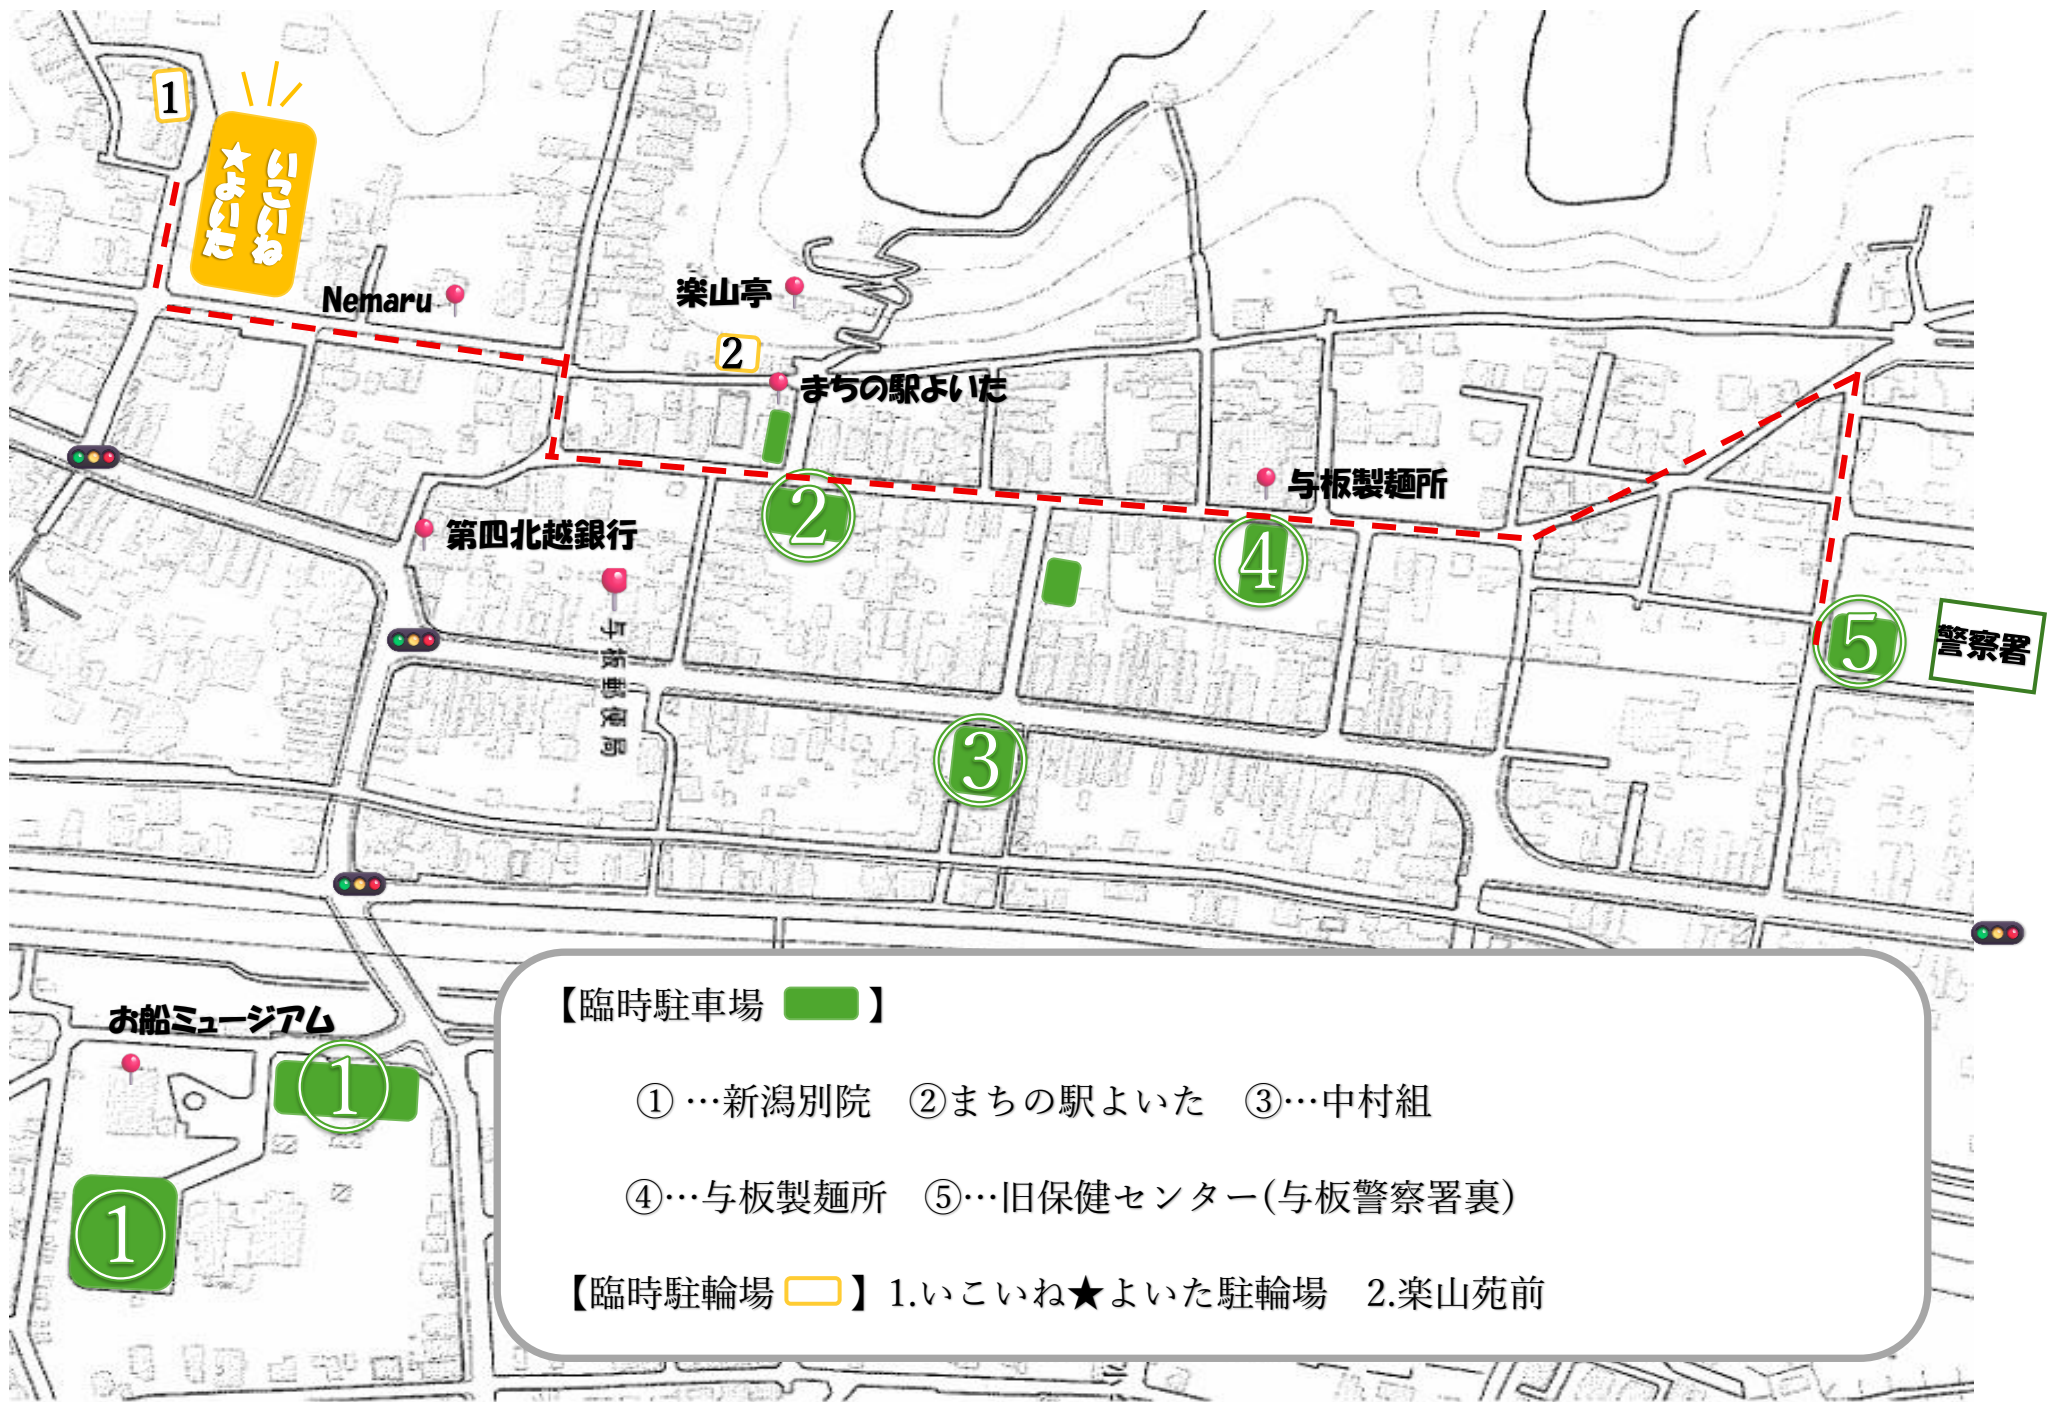 1
いこいね
★よいた
Nemaru
楽山亭
2
まちの駅よいた
与板製麺所
②
第四北越銀行
④
与板郵便局
⑤
警察署
③
お船ミュージアム
①
①
【臨時駐車場 】
① …新潟別院 ②まちの駅よいた ③…中村組
④…与板製麺所 ⑤…旧保健センター(与板警察署裏)
【臨時駐輪場 】1.いこいね★よいた駐輪場 2.楽山苑前